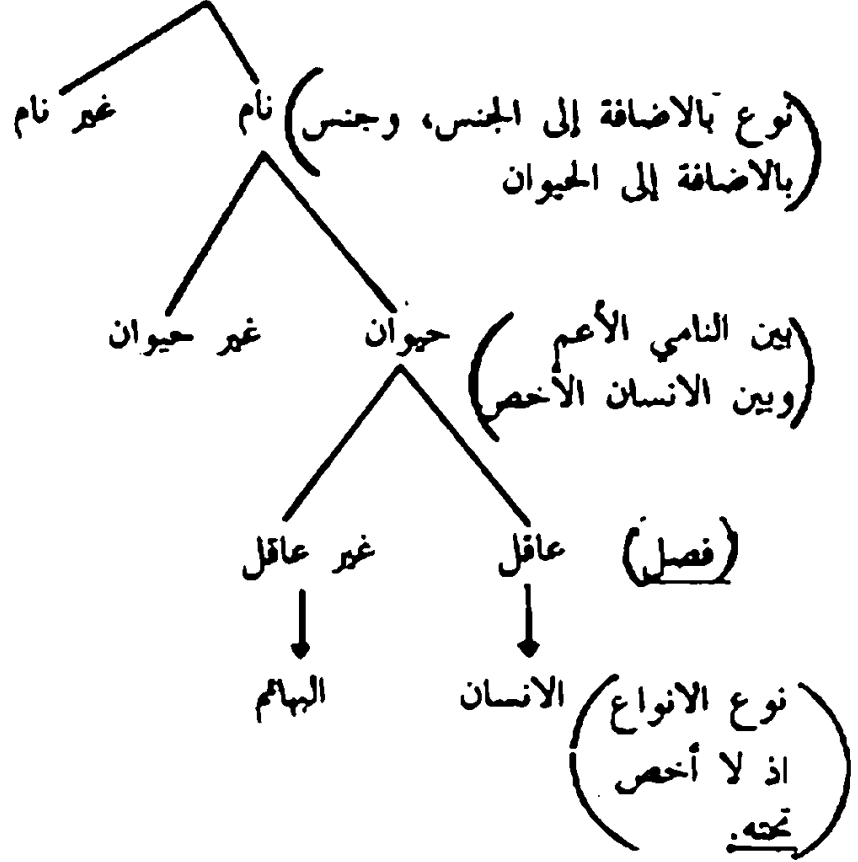 نوع بالاضافة إلى الجنس، وجنس
بالاضافة إلى الحيوان
نام
غير نام
بين النامي الأعم
وبين الانسان الأخص
حيوان
غير حيوان
(فصل)
عاقل
غير عاقل
نوع الانواع
اذ لا أخص
تحته.
الانسان
البهائم